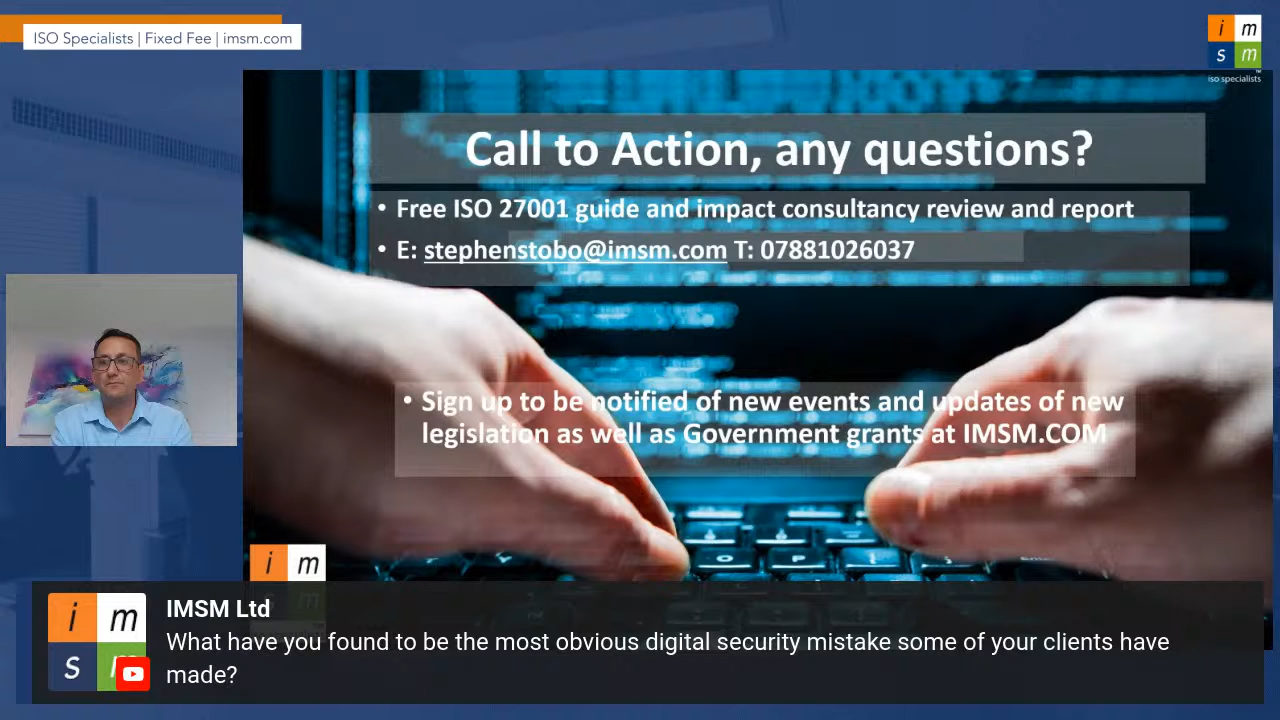 ISO Specialists | Fixed Fee | imsm.com
i m
s m
iso specialists
Call to Action, any questions?
• Free ISO 27001 guide and impact consultancy review and report
• E: stephenstobo@imsm.com T: 07881026037
• Sign up to be notified of new events and updates of new
legislation as well as Government grants at IMSM.COM
i m
i m
s m
IMSM Ltd
What have you found to be the most obvious digital security mistake some of your clients have
made?